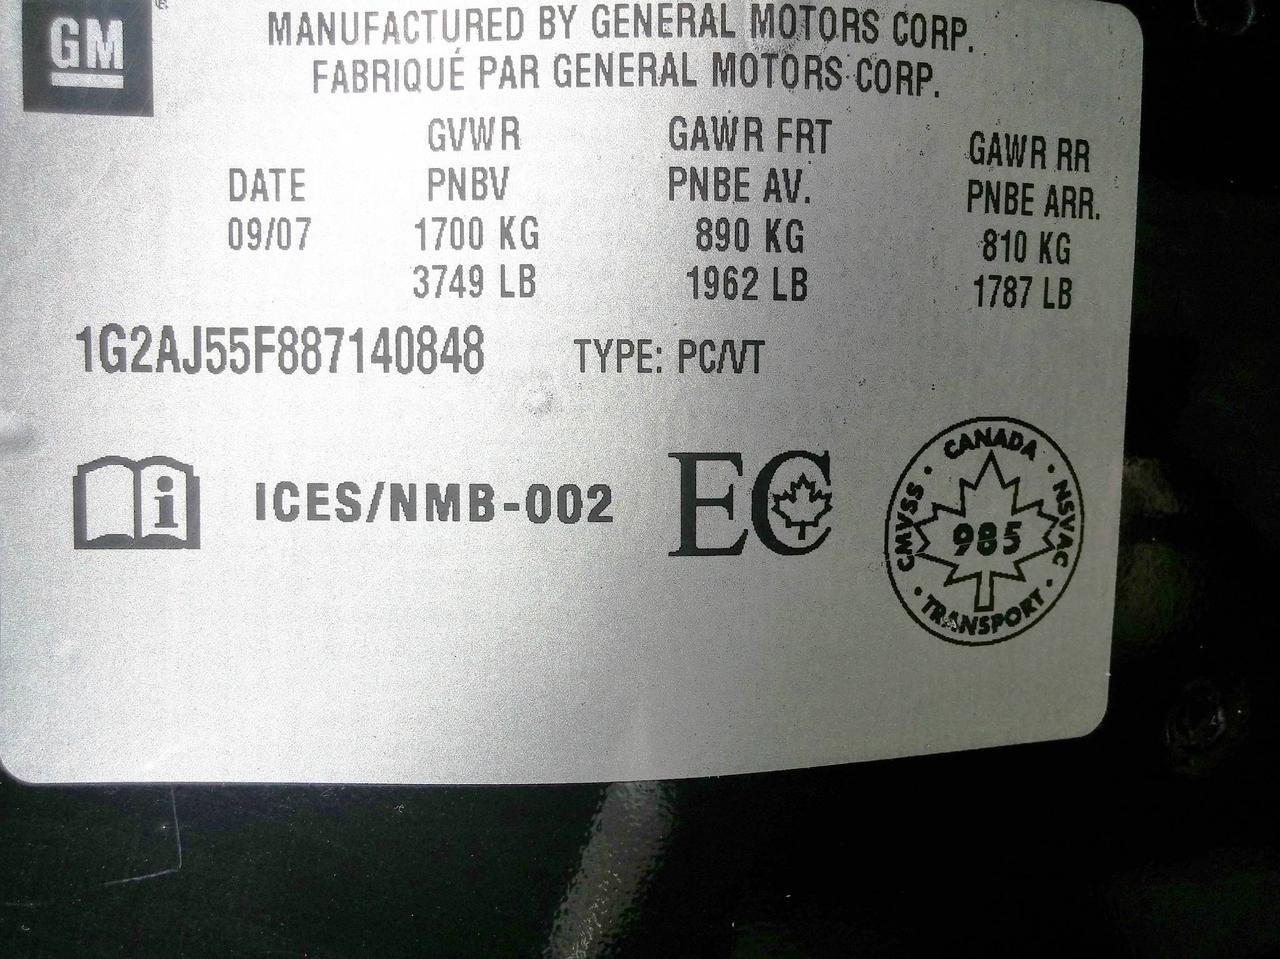 GM
MANUFACTURED BY GENERAL MOTORS CORP.
FABRIQUÉ PAR GENERAL MOTORS CORP.
GVWR GAWR FRT GAWR RR
DATE PNBV PNBE AV. PNBE ARR.
09/07 1700 KG 890 KG 810 KG
3749 LB 1962 LB 1787 LB
1G2AJ55F887140848 TYPE: PC/VT
i ICES/NMB-002 EC
CANADA
CMVSS 985 NSVAC
TRANSPORT